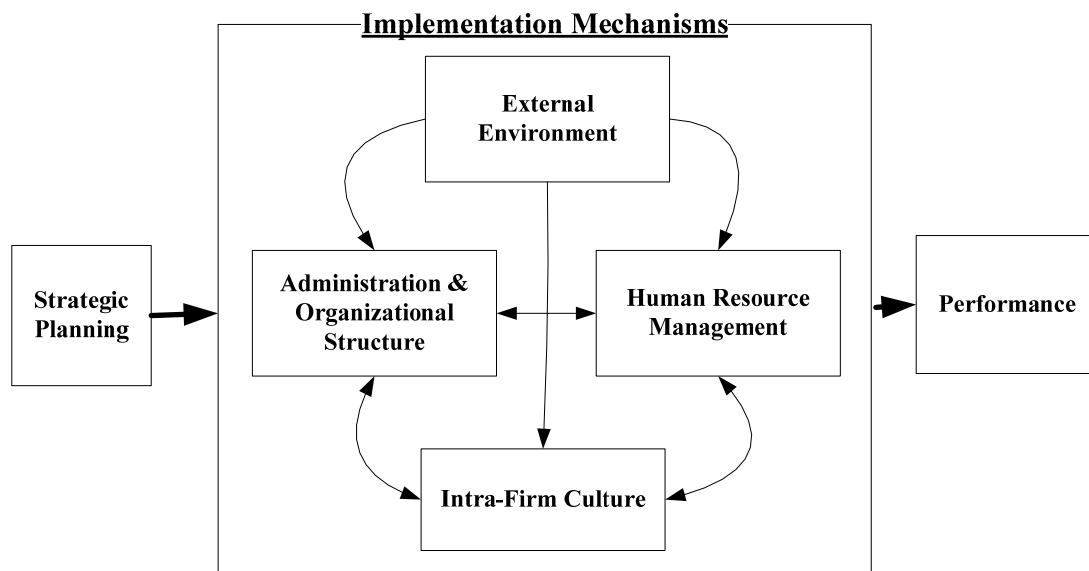 Implementation Mechanisms
External
Environment
Strategic
Planning
Administration &
Organizational
Structure
Human Resource
Management
Performance
Intra-Firm Culture